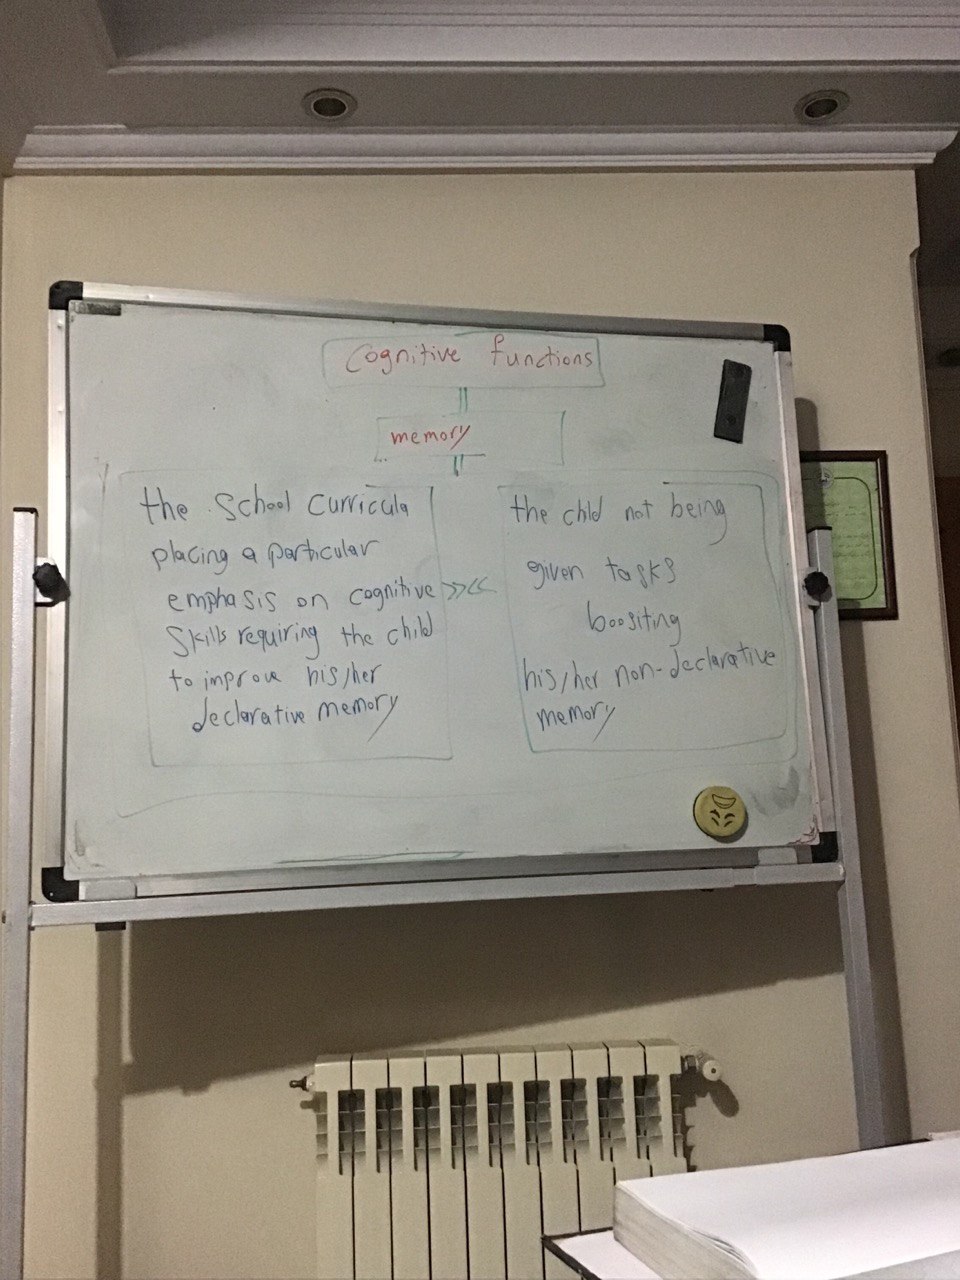 Cognitive functions
memory
the School Curricula
placing a particular
emphasis on cognitive
skills requiring the child
to improve his/her
declarative memory
the chld not being
given tasks
boositing
his/her non-declarative
memory